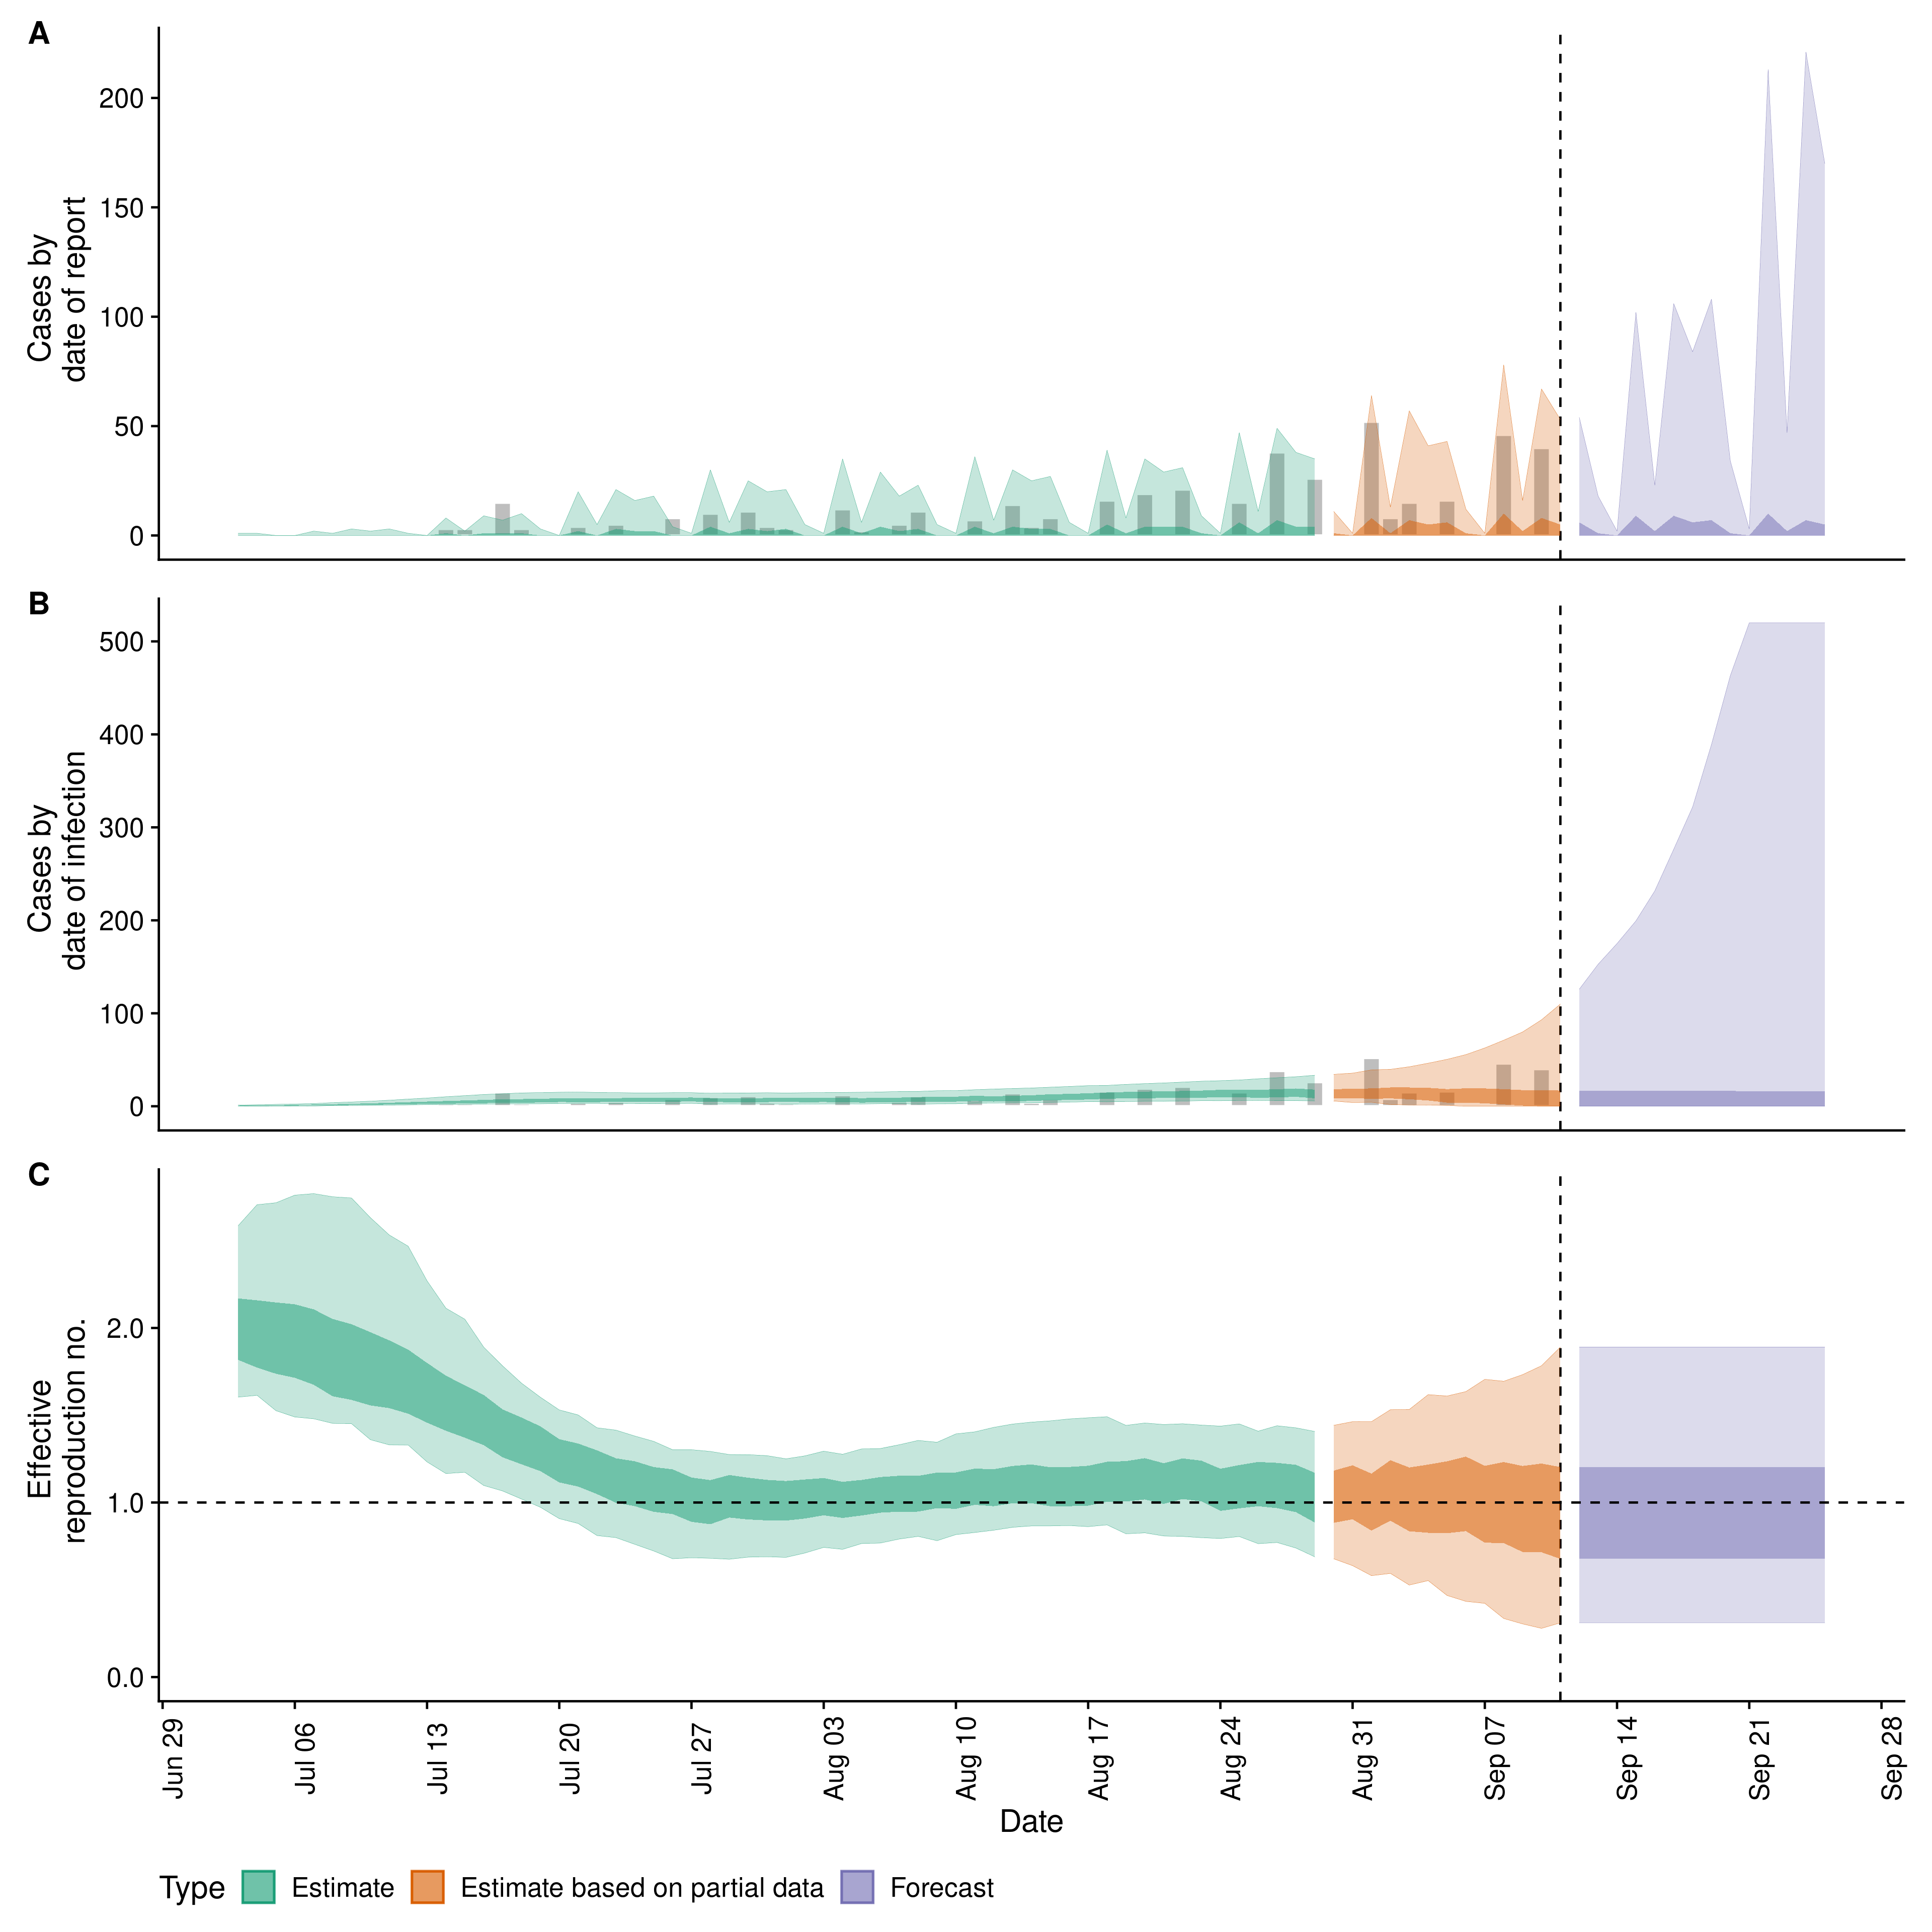 A
Cases by
date of report
200
150
100
50
0
B
Cases by
date of infection
500
400
300
200
100
0
C
Effective
reproduction no.
2.0
1.0
0.0
Jun 29
Jul 06
Jul 13
Jul 20
Jul 27
Aug 03
Aug 10
Aug 17
Aug 24
Aug 31
Sep 07
Sep 14
Sep 21
Sep 28
Date
Type Estimate Estimate based on partial data Forecast